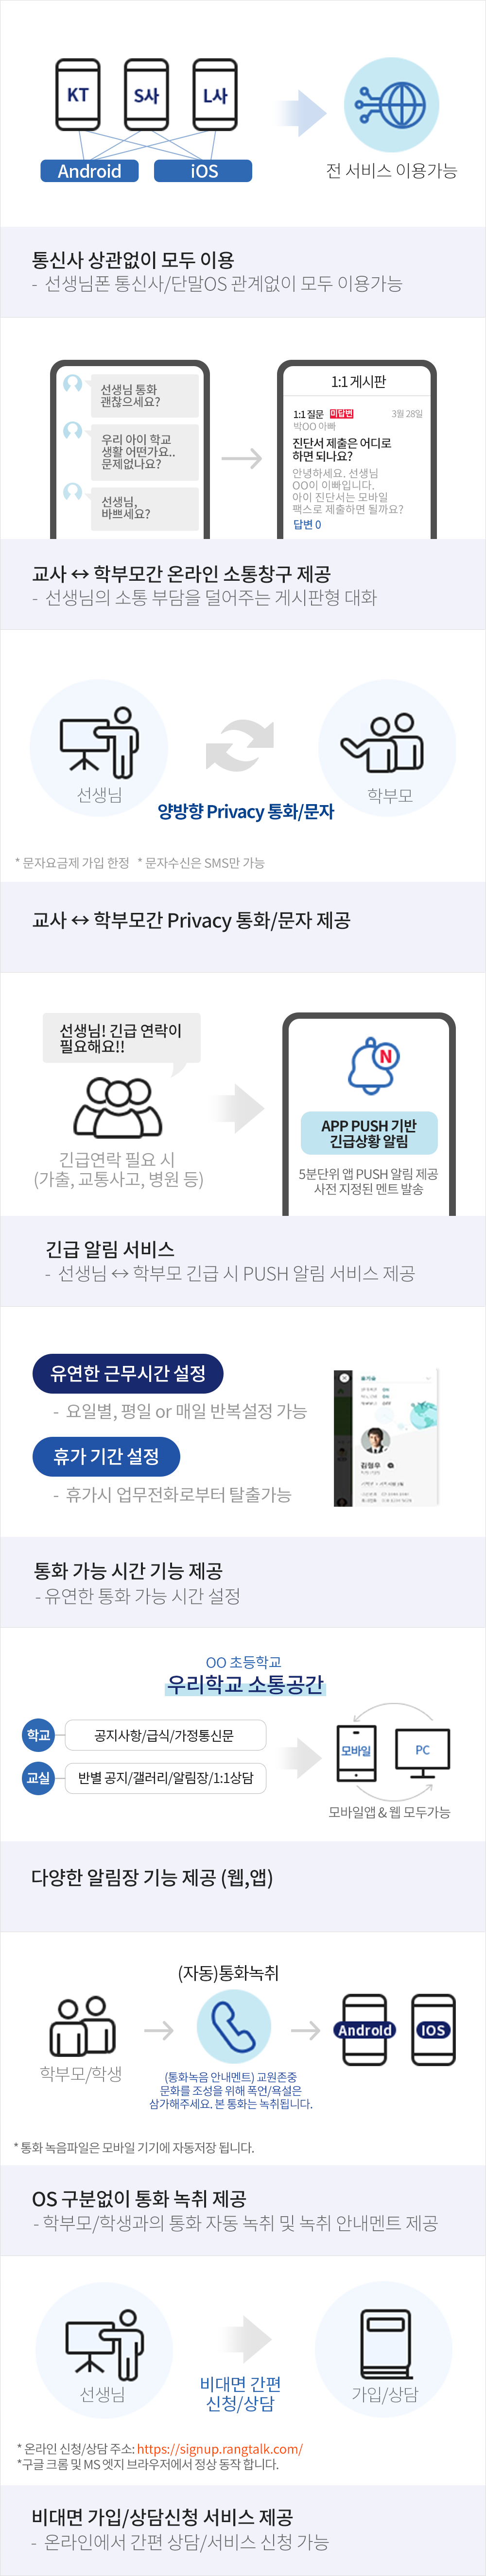 KT
S사
L사
Android
iOS
전 서비스 이용가능
통신사 상관없이 모두 이용
- 선생님폰 통신사/단말OS 관계없이 모두 이용가능
선생님 통화
괜찮으세요?
우리 아이 학교
생활 어떤가요..
문제없나요?
선생님,
바쁘세요?
1:1 게시판
1:1 질문 미답변 3월 28일
박OO 아빠
진단서 제출은 어디로
하면 되나요?
안녕하세요. 선생님
OO이 이빠입니다.
아이 진단서는 모바일
팩스로 제출하면 될까요?
답변 0
교사 ↔ 학부모간 온라인 소통창구 제공
- 선생님의 소통 부담을 덜어주는 게시판형 대화
선생님
학부모
양방향 Privacy 통화/문자
* 문자요금제 가입 한정 * 문자수신은 SMS만 가능
교사 ↔ 학부모간 Privacy 통화/문자 제공
선생님! 긴급 연락이
필요해요!!
긴급연락 필요 시
(가출, 교통사고, 병원 등)
N
APP PUSH 기반
긴급상황 알림
5분단위 앱 PUSH 알림 제공
사전 지정된 멘트 발송
긴급 알림 서비스
- 선생님 ↔ 학부모 긴급 시 PUSH 알림 서비스 제공
유연한 근무시간 설정
- 요일별, 평일 or 매일 반복설정 가능
휴가 기간 설정
- 휴가시 업무전화로부터 탈출가능
통화 가능 시간 기능 제공
- 유연한 통화 가능 시간 설정
OO 초등학교
우리학교 소통공간
학교
공지사항/급식/가정통신문
교실
반별 공지/갤러리/알림장/1:1상담
모바일
PC
모바일앱 & 웹 모두가능
다양한 알림장 기능 제공 (웹,앱)
(자동)통화녹취
학부모/학생
Android
IOS
(통화녹음 안내멘트) 교원존중
문화를 조성을 위해 폭언/욕설은
삼가해주세요. 본 통화는 녹취됩니다.
* 통화 녹음파일은 모바일 기기에 자동저장 됩니다.
OS 구분없이 통화 녹취 제공
- 학부모/학생과의 통화 자동 녹취 및 녹취 안내멘트 제공
선생님
비대면 간편
신청/상담
가입/상담
* 온라인 신청/상담 주소: https://signup.rangtalk.com/
*구글 크롬 및 MS 엣지 브라우저에서 정상 동작 합니다.
비대면 가입/상담신청 서비스 제공
- 온라인에서 간편 상담/서비스 신청 가능